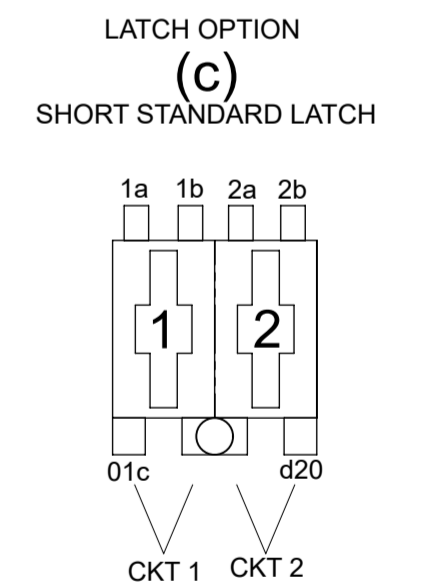 LATCH OPTION
(c)
SHORT STANDARD LATCH
1a 1b 2a 2b
1 2
01c d20
CKT 1 CKT 2